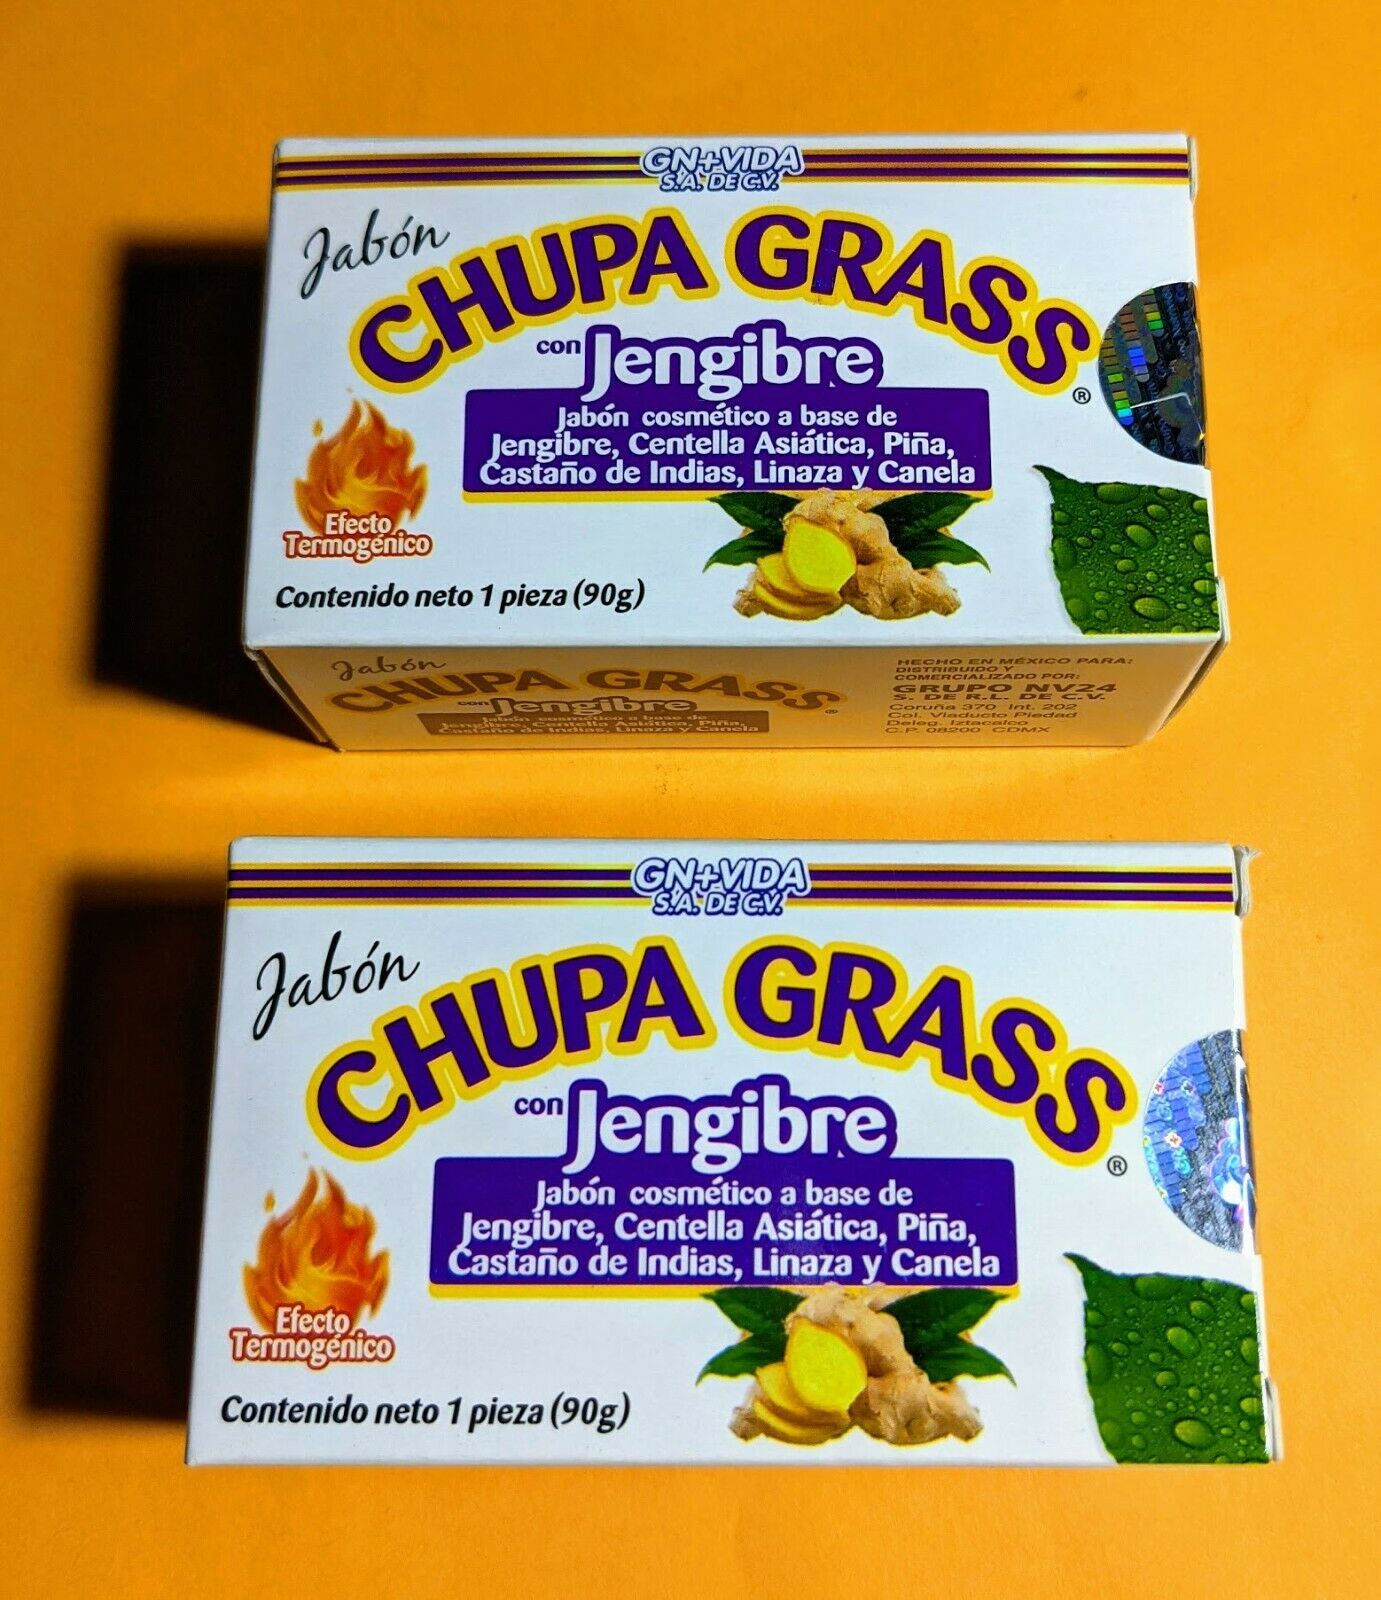 GN+VIDA
S.A. DE C.V.
Jabón
CHUPA GRASS
con Jengibre
®
Jabón cosmético a base de
Jengibre, Centella Asiática, Piña,
Castaño de Indias, Linaza y Canela
Efecto
Termogénico
Contenido neto 1 pieza (90g)
Jabón
CHUPA GRASS
®
con Jengibre
Jabón cosmético a base de
Jengibre, Centella Asiática, Piña,
Castaño de Indias, Linaza y Canela
HECHO EN MÉXICO PARA:
DISTRIBUIDO Y
COMERCIALIZADO POR:
GRUPO NV24
S. DE R.L. DE C.V.
Coruña 370 Int. 202
Col. Viaducto Piedad
Deleg. Iztacalco
C.P. 08200 CDMX
GN+VIDA
S.A. DE C.V.
Jabón
CHUPA GRASS
con Jengibre
®
Jabón cosmético a base de
Jengibre, Centella Asiática, Piña,
Castaño de Indias, Linaza y Canela
Efecto
Termogénico
Contenido neto 1 pieza (90g)